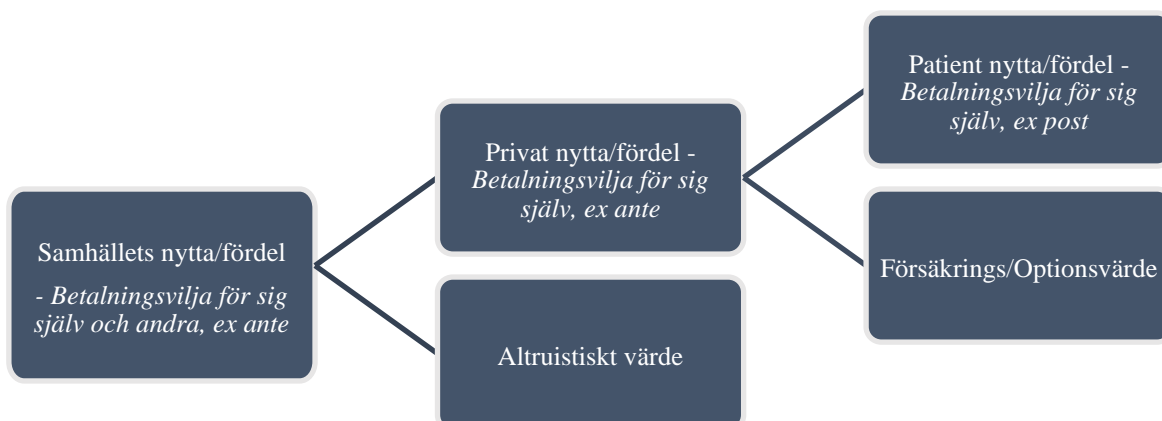 Samhällets nytta/fördel
- Betalningsvilja för sig
själv och andra, ex ante
Privat nytta/fördel -
Betalningsvilja för sig
själv, ex ante
Altruistiskt värde
Patient nytta/fördel -
Betalningsvilja för sig
själv, ex post
Försäkrings/Optionsvärde